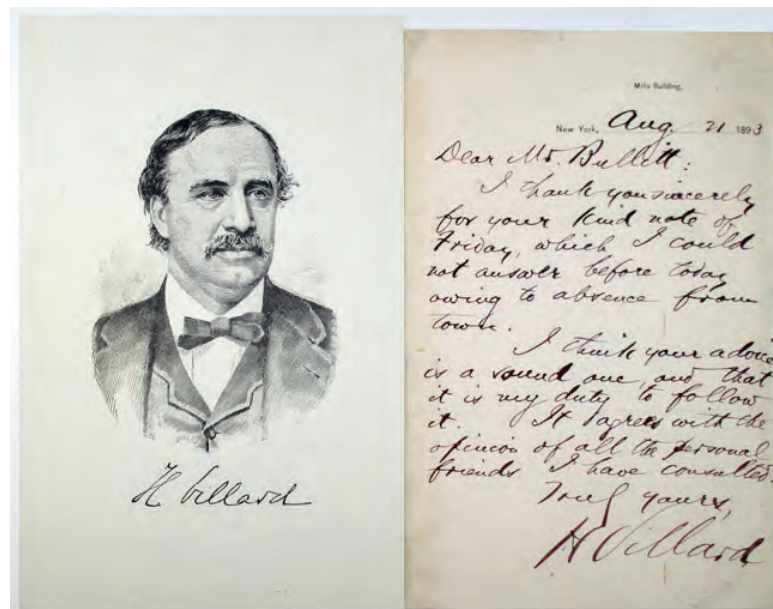 H. Villard
Mills Building,
New York, Aug. 21 1893
Dear Mr. Bullitt:
I thank you sincerely
for your kind note of
Friday, which I could
not answer before today
owing to absence from
town.
I think your advice
is a sound one, and that
it is my duty to follow
it. It agrees with the
opinion of all the personal
friends I have consulted.
Truly yours,
H Villard